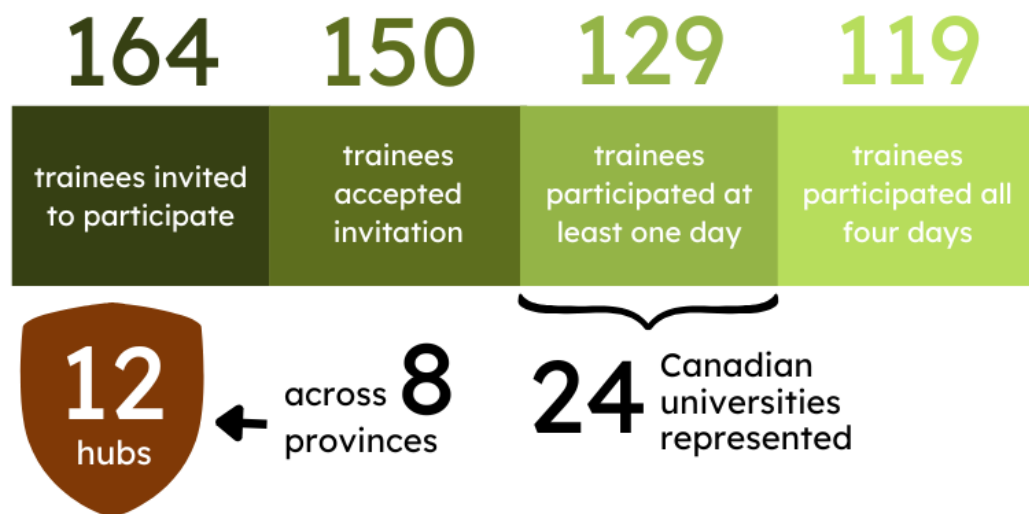 164
trainees invited
to participate
150
trainees
accepted
invitation
129
trainees
participated at
least one day
119
trainees
participated all
four days
12
hubs
across 8
provinces
24 Canadian
universities
represented